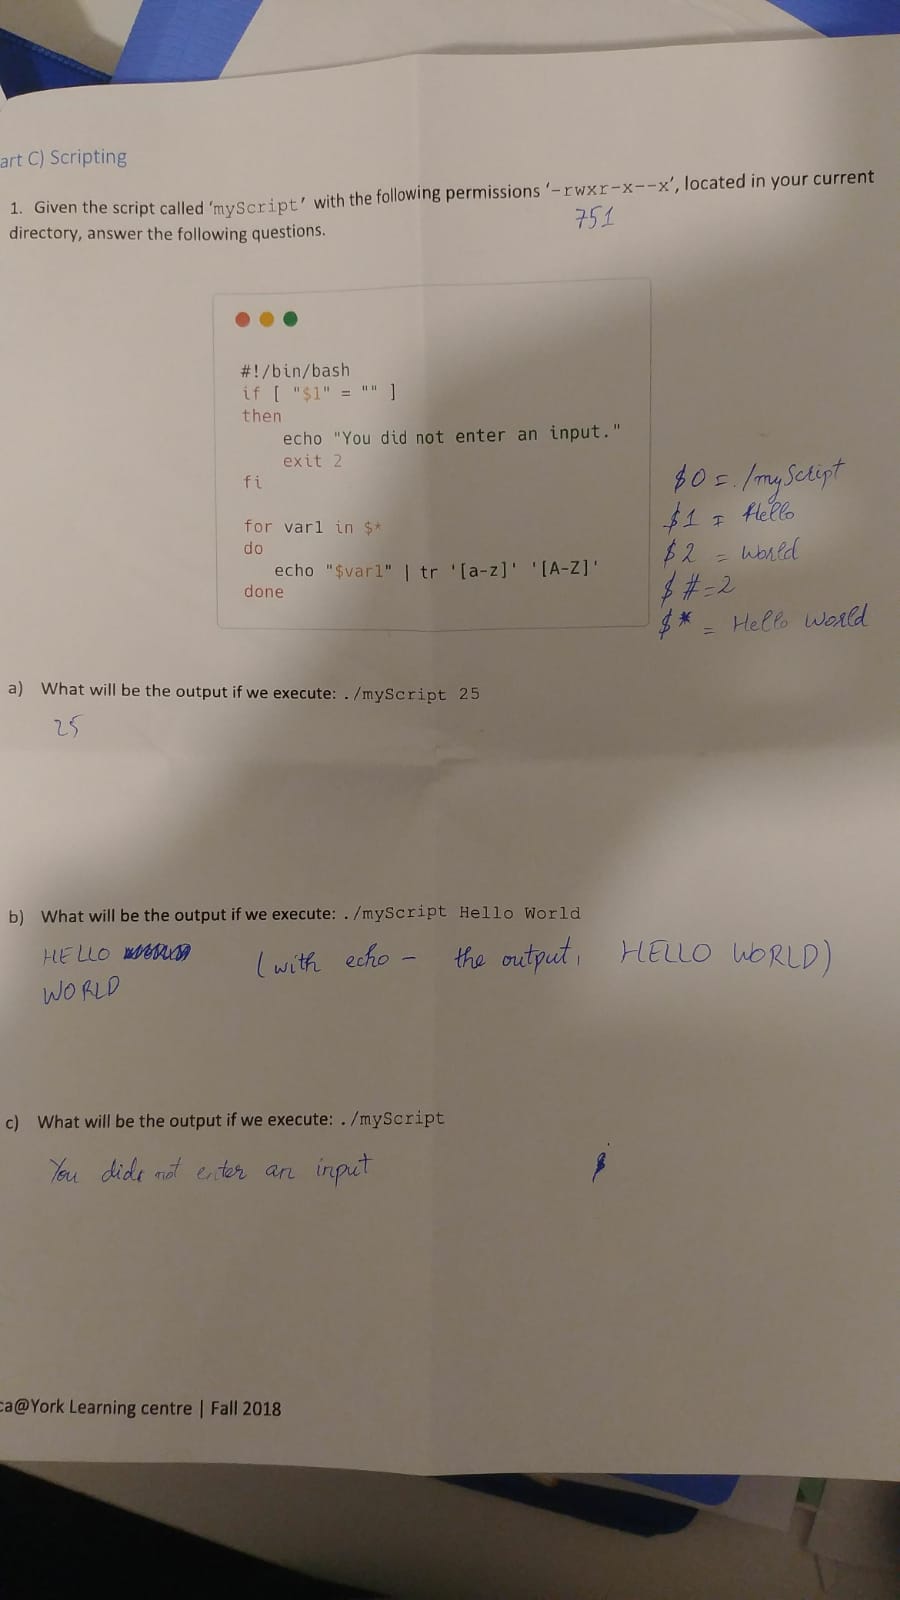 art C) Scripting
1. Given the script called 'myScript' with the following permissions '-rwxr-x--x', located in your current
751
directory, answer the following questions.
#!/bin/bash
if [ "$1" = "" ]
then
echo "You did not enter an input."
exit 2
fi
for var1 in $*
do
echo "$var1" | tr '[a-z]' '[A-Z]'
done
$0 = ./myScript
$1 = Hello
$2 = World
$# = 2
$* = Hello World
a) What will be the output if we execute: ./myScript 25
25
b) What will be the output if we execute: ./myScript Hello World
HELLO
WORLD
(with echo - the output, HELLO WORLD)
c) What will be the output if we execute: ./myScript
You did not enter an input
ca@York Learning centre | Fall 2018